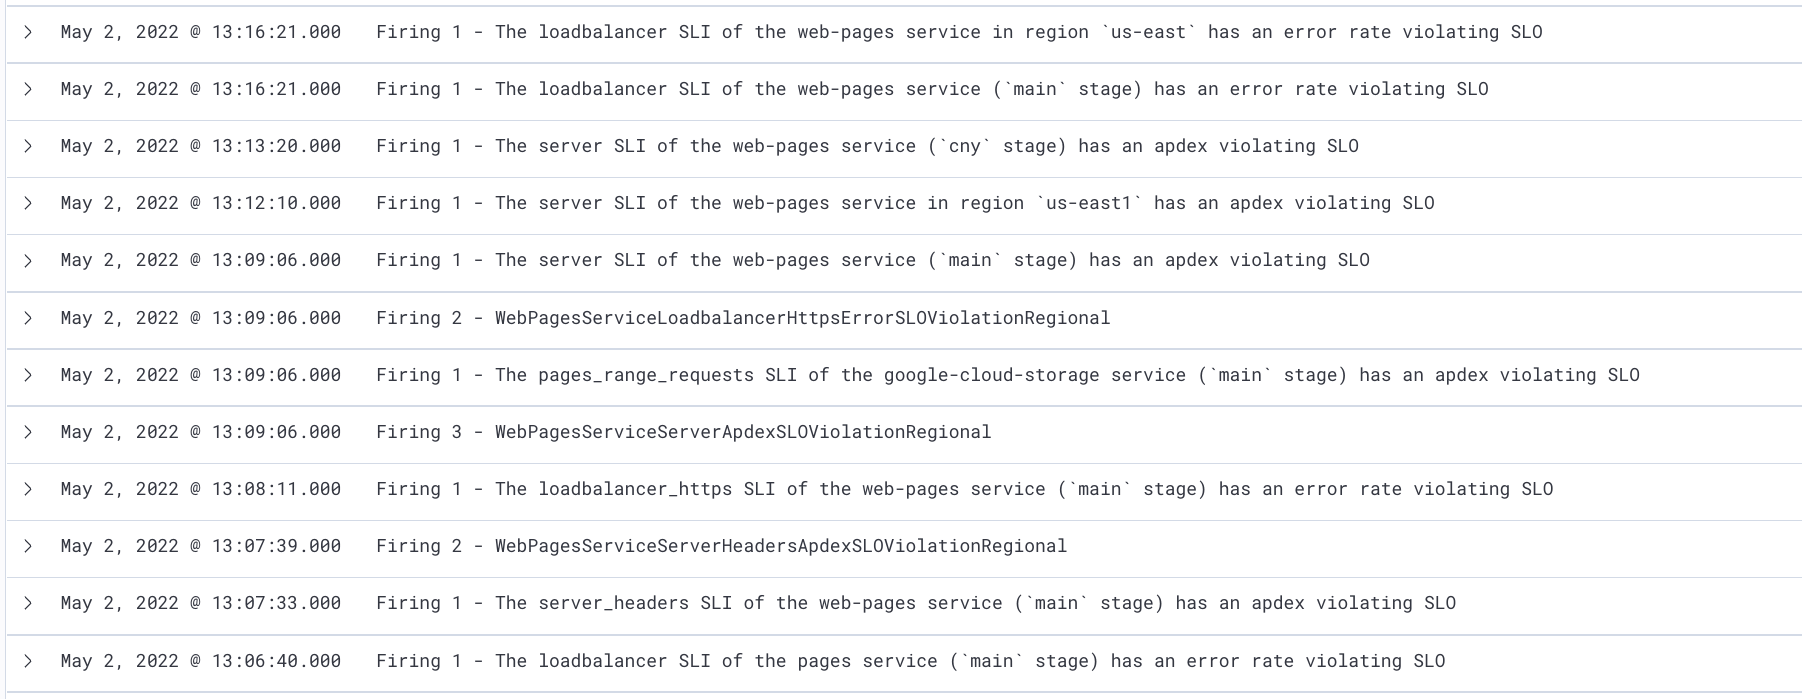 May 2, 2022 @ 13:16:21.000 Firing 1 - The loadbalancer SLI of the web-pages service in region `us-east` has an error rate violating SLO
May 2, 2022 @ 13:16:21.000 Firing 1 - The loadbalancer SLI of the web-pages service (`main` stage) has an error rate violating SLO
May 2, 2022 @ 13:13:20.000 Firing 1 - The server SLI of the web-pages service (`cny` stage) has an apdex violating SLO
May 2, 2022 @ 13:12:10.000 Firing 1 - The server SLI of the web-pages service in region `us-east1` has an apdex violating SLO
May 2, 2022 @ 13:09:06.000 Firing 1 - The server SLI of the web-pages service (`main` stage) has an apdex violating SLO
May 2, 2022 @ 13:09:06.000 Firing 2 - WebPagesServiceLoadbalancerHttpsErrorSLOViolationRegional
May 2, 2022 @ 13:09:06.000 Firing 1 - The pages_range_requests SLI of the google-cloud-storage service (`main` stage) has an apdex violating SLO
May 2, 2022 @ 13:09:06.000 Firing 3 - WebPagesServiceServerApdexSLOViolationRegional
May 2, 2022 @ 13:08:11.000 Firing 1 - The loadbalancer_https SLI of the web-pages service (`main` stage) has an error rate violating SLO
May 2, 2022 @ 13:07:39.000 Firing 2 - WebPagesServiceServerHeadersApdexSLOViolationRegional
May 2, 2022 @ 13:07:33.000 Firing 1 - The server_headers SLI of the web-pages service (`main` stage) has an apdex violating SLO
May 2, 2022 @ 13:06:40.000 Firing 1 - The loadbalancer SLI of the pages service (`main` stage) has an error rate violating SLO